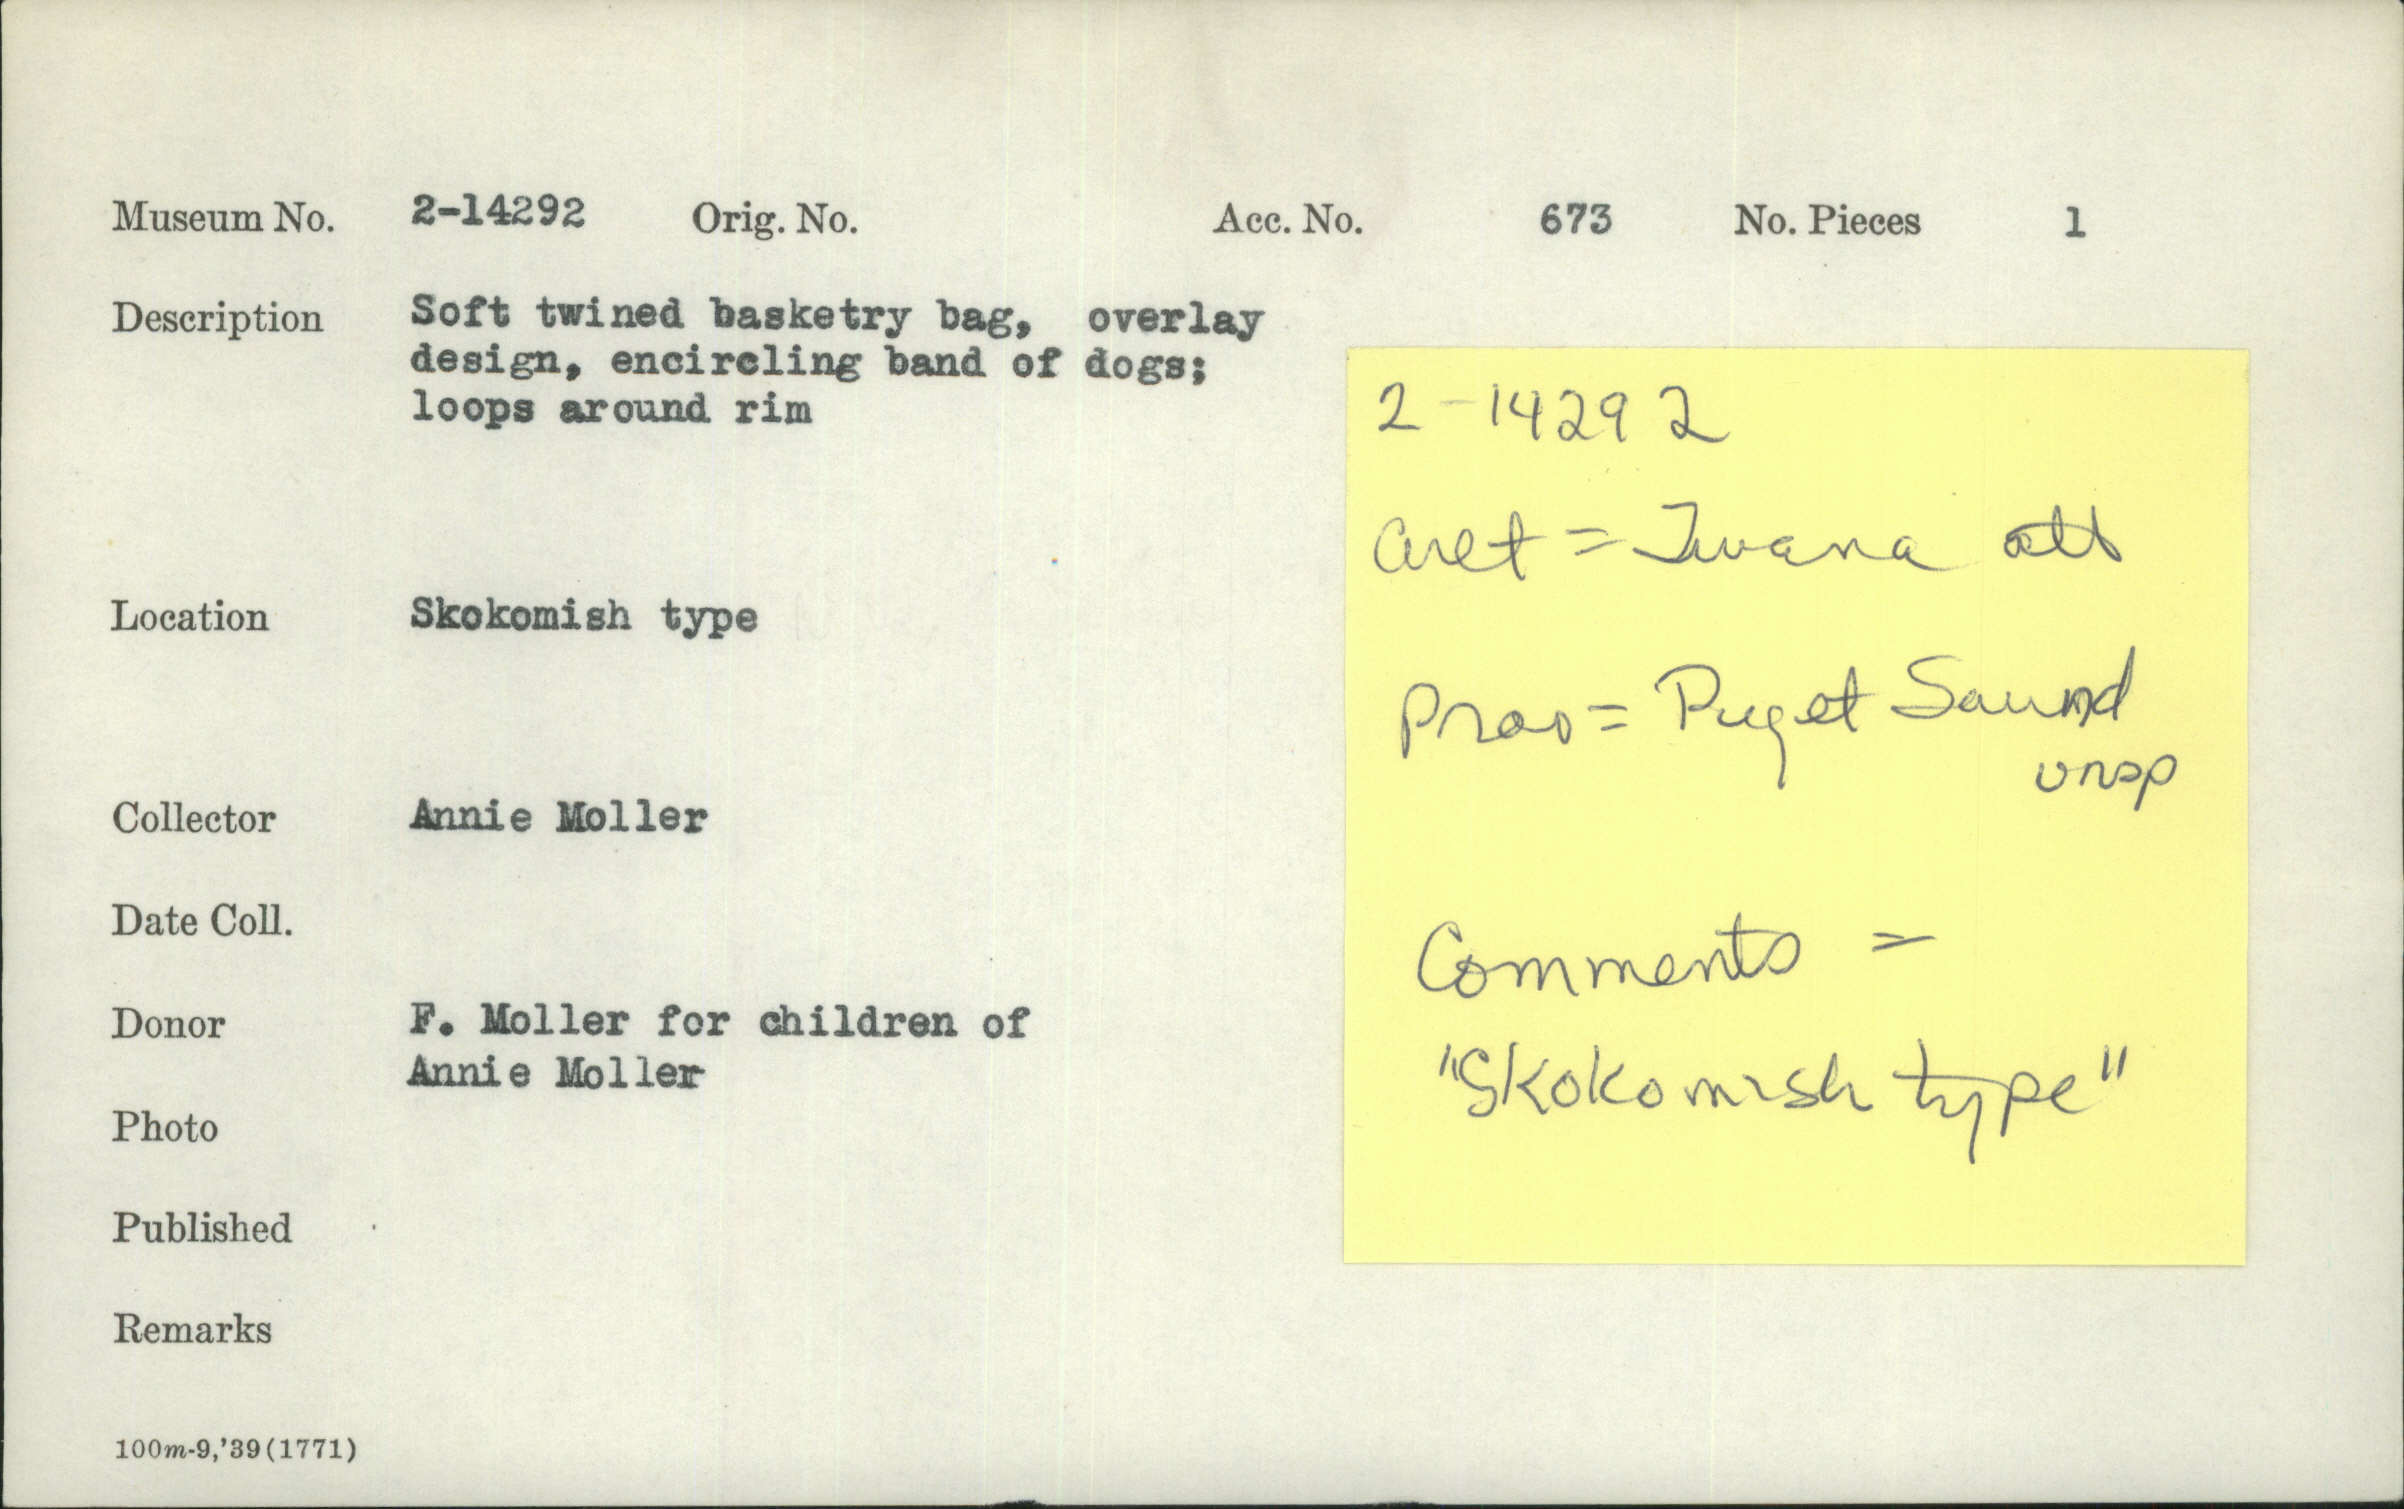 Museum No. 2-14292 Orig. No. Acc. No. 673 No. Pieces 1
Description Soft twined basketry bag, overlay
design, encircling band of dogs;
loops around rim
Location Skokomish type
Collector Annie Moller
Date Coll.
Donor F. Moller for children of
Annie Moller
Photo
Published
Remarks
100m-9,'39(1771)
2-14292
Cult = Twana att
Prov = Puget Sound
unsp
Comments =
"Skokomish type"